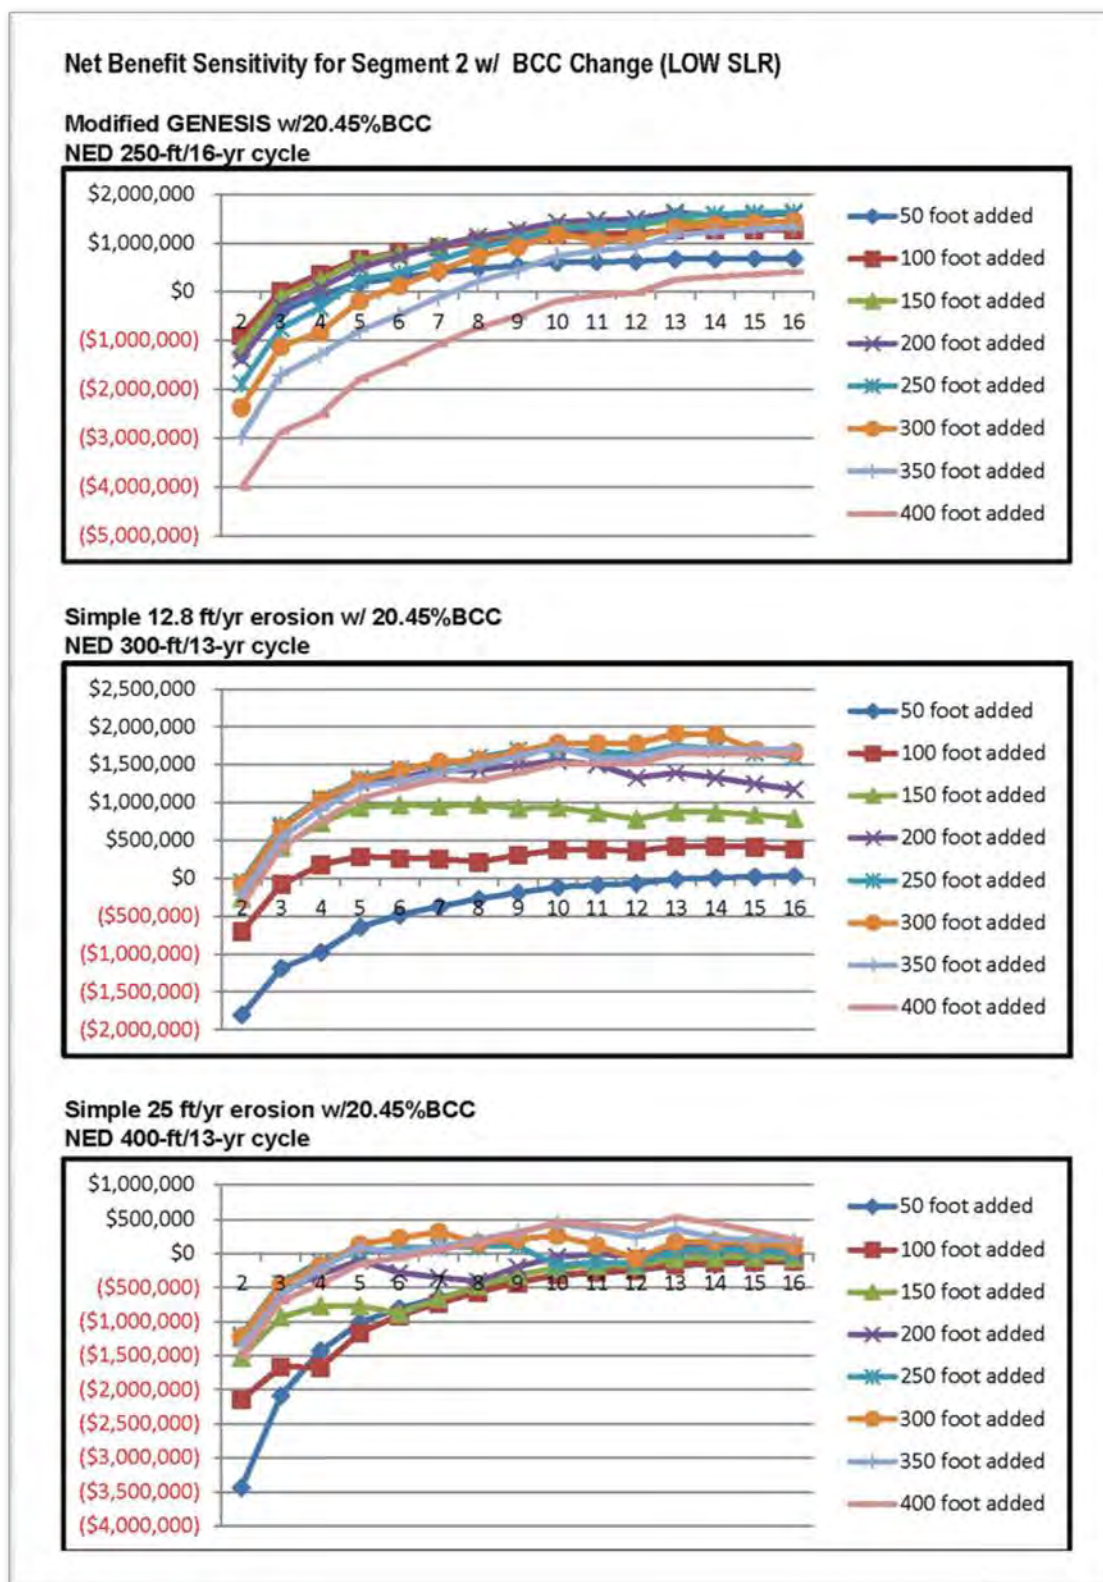 Net Benefit Sensitivity for Segment 2 w/ BCC Change (LOW SLR)
Modified GENESIS w/20.45%BCC
NED 250-ft/16-yr cycle
$2,000,000
$1,000,000
$0
($1,000,000)
($2,000,000)
($3,000,000)
($4,000,000)
($5,000,000)
2 3 4 5 6 7 8 9 10 11 12 13 14 15 16
50 foot added
100 foot added
150 foot added
200 foot added
250 foot added
300 foot added
350 foot added
400 foot added
Simple 12.8 ft/yr erosion w/ 20.45%BCC
NED 300-ft/13-yr cycle
$2,500,000
$2,000,000
$1,500,000
$1,000,000
$500,000
$0
($500,000)
($1,000,000)
($1,500,000)
($2,000,000)
2 3 4 5 6 7 8 9 10 11 12 13 14 15 16
50 foot added
100 foot added
150 foot added
200 foot added
250 foot added
300 foot added
350 foot added
400 foot added
Simple 25 ft/yr erosion w/20.45%BCC
NED 400-ft/13-yr cycle
$1,000,000
$500,000
$0
($500,000)
($1,000,000)
($1,500,000)
($2,000,000)
($2,500,000)
($3,000,000)
($3,500,000)
($4,000,000)
2 3 4 5 6 7 8 9 10 11 12 13 14 15 16
50 foot added
100 foot added
150 foot added
200 foot added
250 foot added
300 foot added
350 foot added
400 foot added